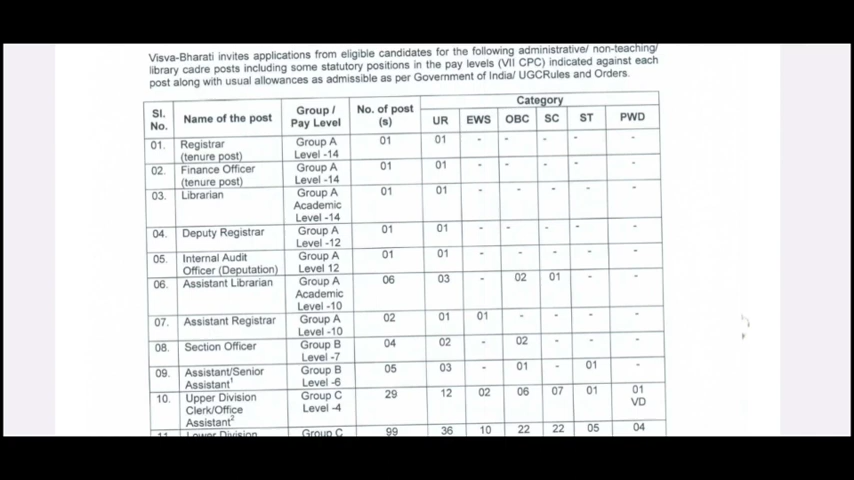 Visva-Bharati invites applications from eligible candidates for the following administrative/ non-teaching/
library cadre posts including some statutory positions in the pay levels (VII CPC) indicated against each
post along with usual allowances as admissible as per Government of India/ UGCRules and Orders.
Sl. No. Name of the post Group / Pay Level No. of post (s) Category
UR EWS OBC SC ST PWD
01. Registrar (tenure post) Group A Level -14 01 01 - - - - -
02. Finance Officer (tenure post) Group A Level -14 01 01 - - - - -
03. Librarian Group A Academic Level -14 01 01 - - - - -
04. Deputy Registrar Group A Level -12 01 01 - - - - -
05. Internal Audit Officer (Deputation) Group A Level 12 01 01 - - - - -
06. Assistant Librarian Group A Academic Level -10 06 03 - 02 01 - -
07. Assistant Registrar Group A Level -10 02 01 01 - - - -
08. Section Officer Group B Level -7 04 02 - 02 - - -
09. Assistant/Senior Assistant¹ Group B Level -6 05 03 - 01 - 01 -
10. Upper Division Clerk/Office Assistant² Group C Level -4 29 12 02 06 07 01 01 VD
11. Lower Division Group C 99 36 10 22 22 05 04